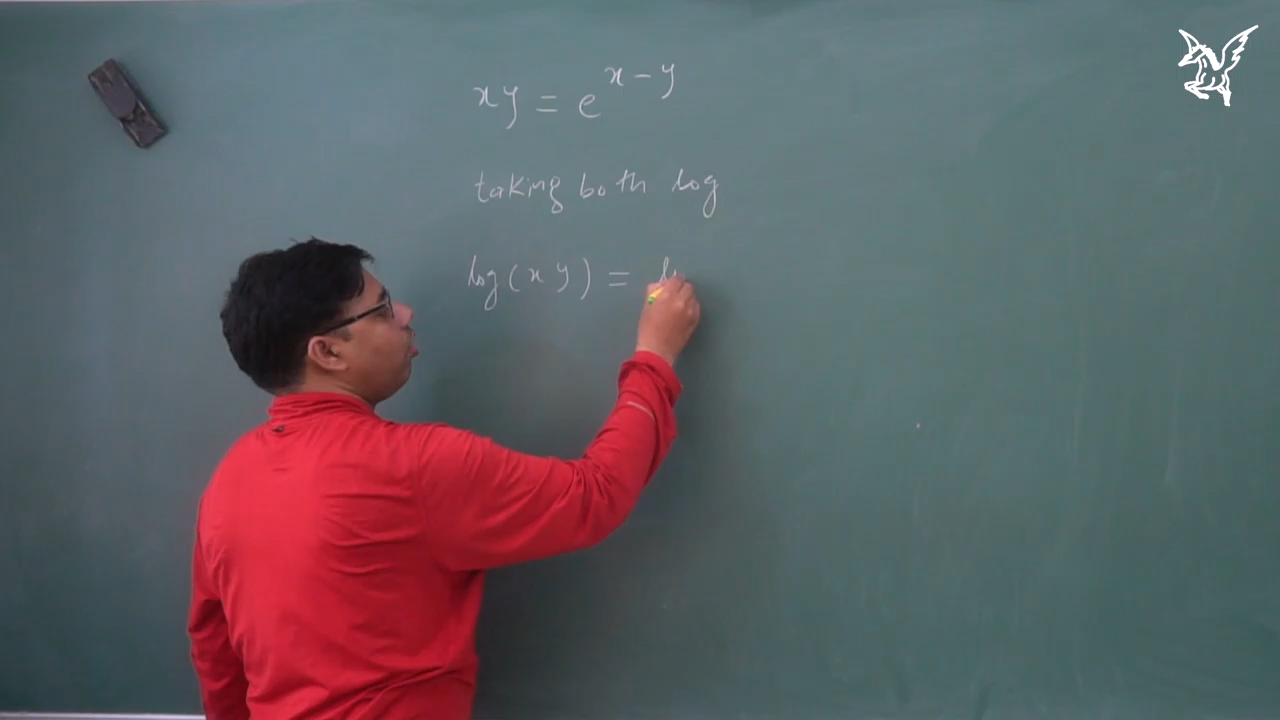 xy = e^{x-y}
taking both log
log(xy) =